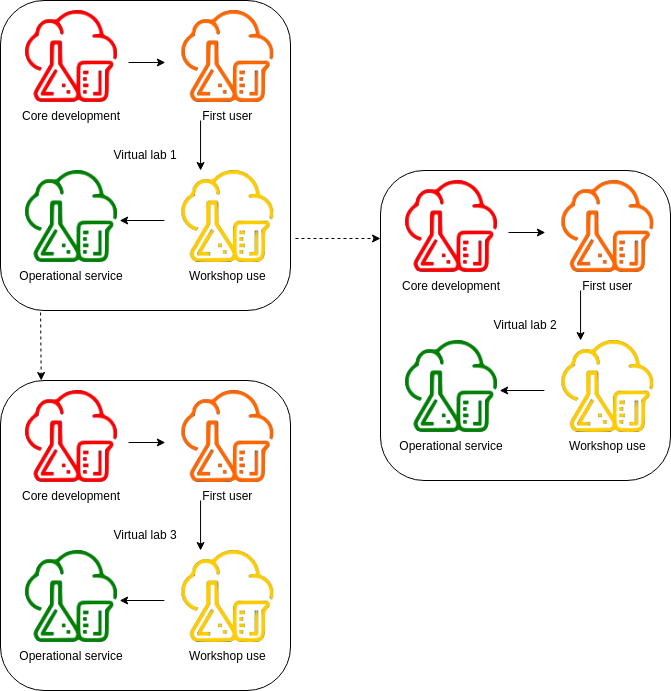 Core development
First user
Virtual lab 1
Operational service
Workshop use
Core development
First user
Virtual lab 2
Operational service
Workshop use
Core development
First user
Virtual lab 3
Operational service
Workshop use